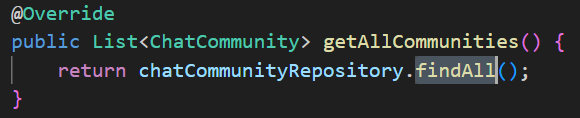 @Override
public List<ChatCommunity> getAllCommunities() {
    return chatCommunityRepository.findAll();
}